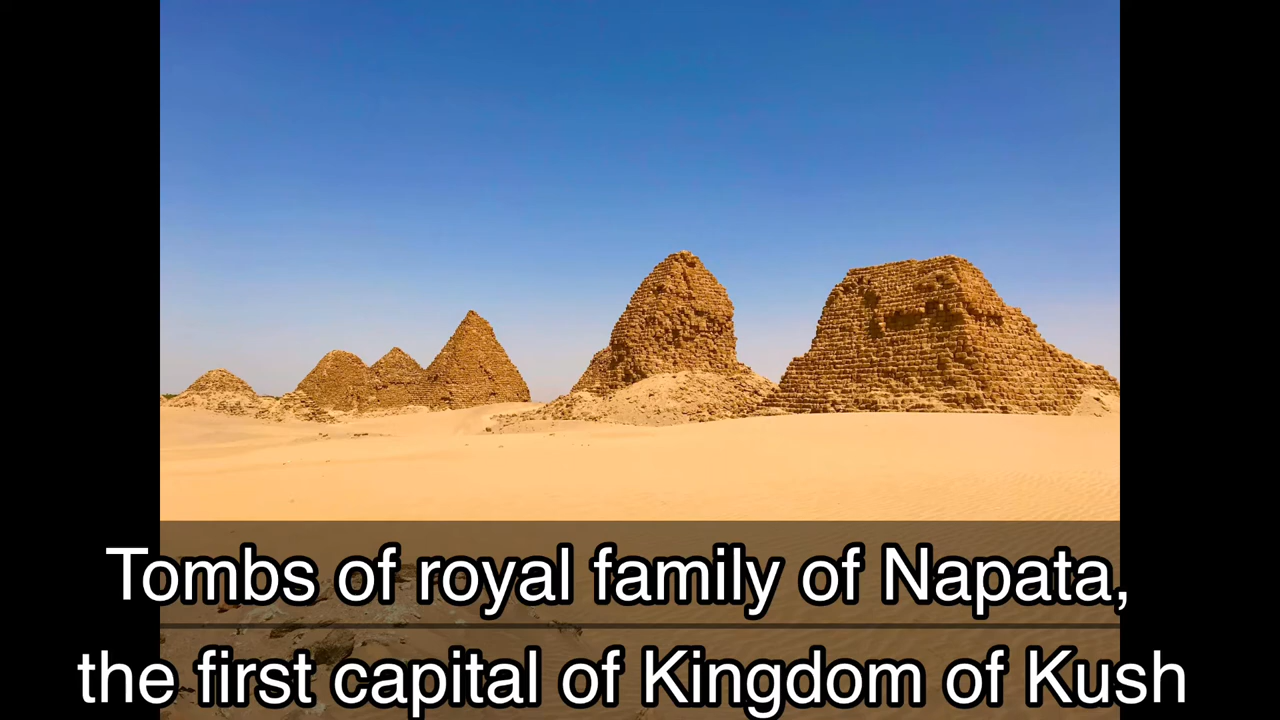 Tombs of royal family of Napata,
the first capital of Kingdom of Kush